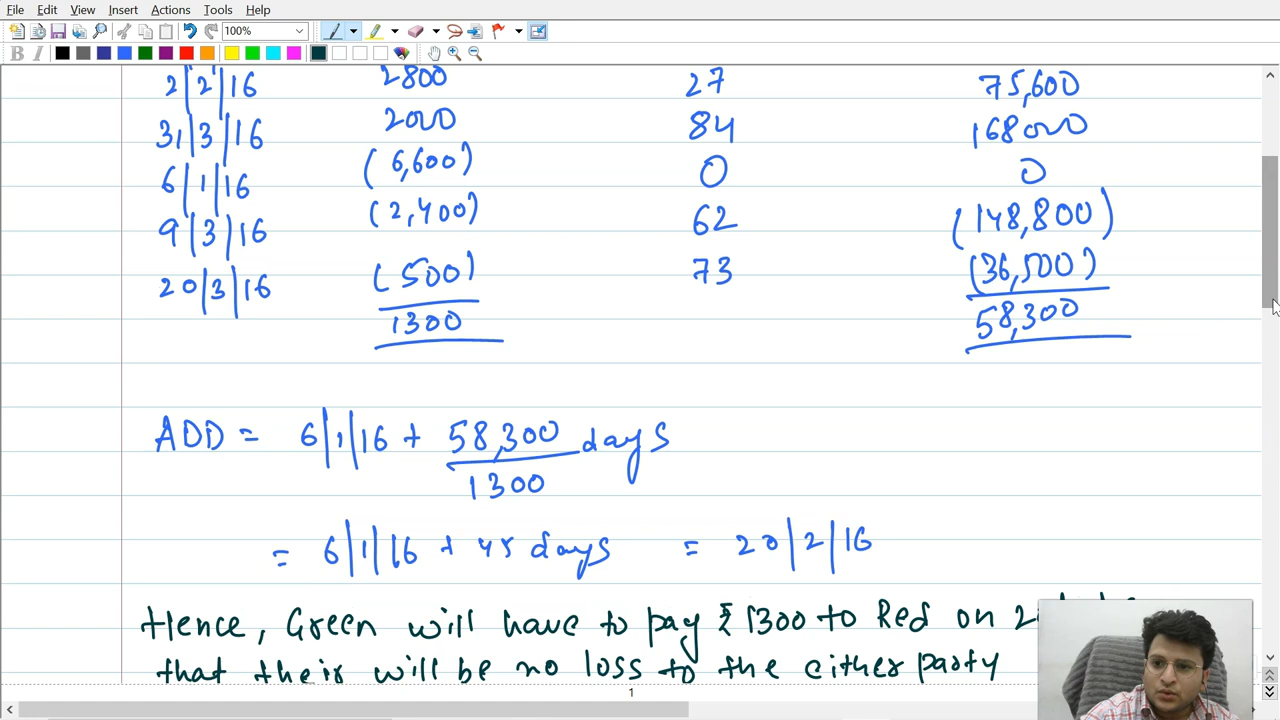 File Edit View Insert Actions Tools Help
100%
B I U
2|2|16 2800 27 75,600
31|3|16 2000 84 168000
6|1|16 (6,600) 0 0
9|3|16 (2,400) 62 (148,800)
20|3|16 (500) 73 (36,500)
1300 58,300
ADD = 6|1|16 + 58,300 days
1300
= 6|1|16 + 45 days = 20|2|16
Hence, Green will have to pay ₹ 1300 to Red on
that their will be no loss to the either party
1